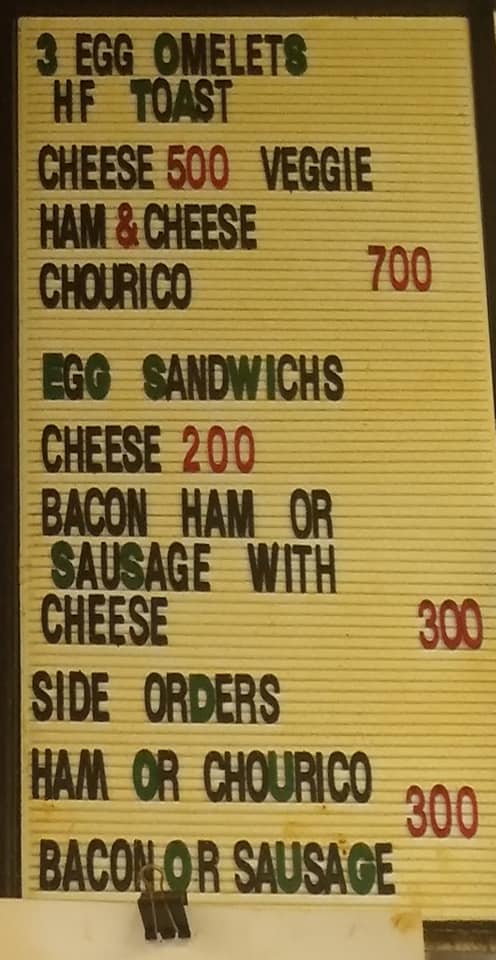 3 EGG OMELETS
HF TOAST
CHEESE 500 VEGGIE
HAM & CHEESE
700
CHOURICO
EGG SANDWICHS
CHEESE 200
BACON HAM OR
SAUSAGE WITH
CHEESE 300
SIDE ORDERS
HAM OR CHOURICO
300
BACON OR SAUSAGE